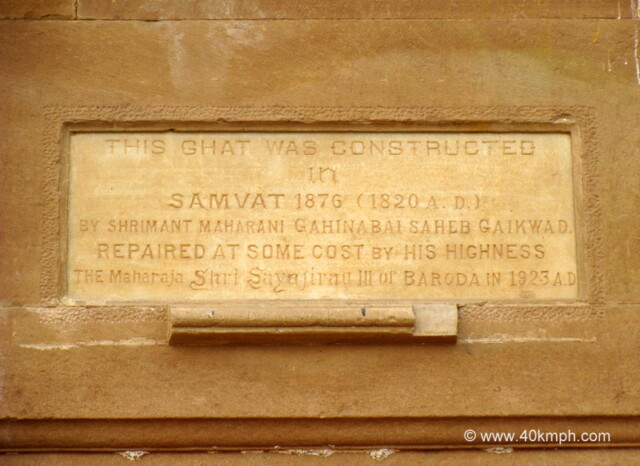 THIS GHAT WAS CONSTRUCTED
in
SAMVAT 1876 (1820 A. D.)
BY SHRIMANT MAHARANI GAHINABAI SAHEB GAIKWAD.
REPAIRED AT SOME COST BY HIS HIGHNESS
THE Maharaja Shri Sayajirau III of BARODA IN 1923 A.D
© www.40kmph.com